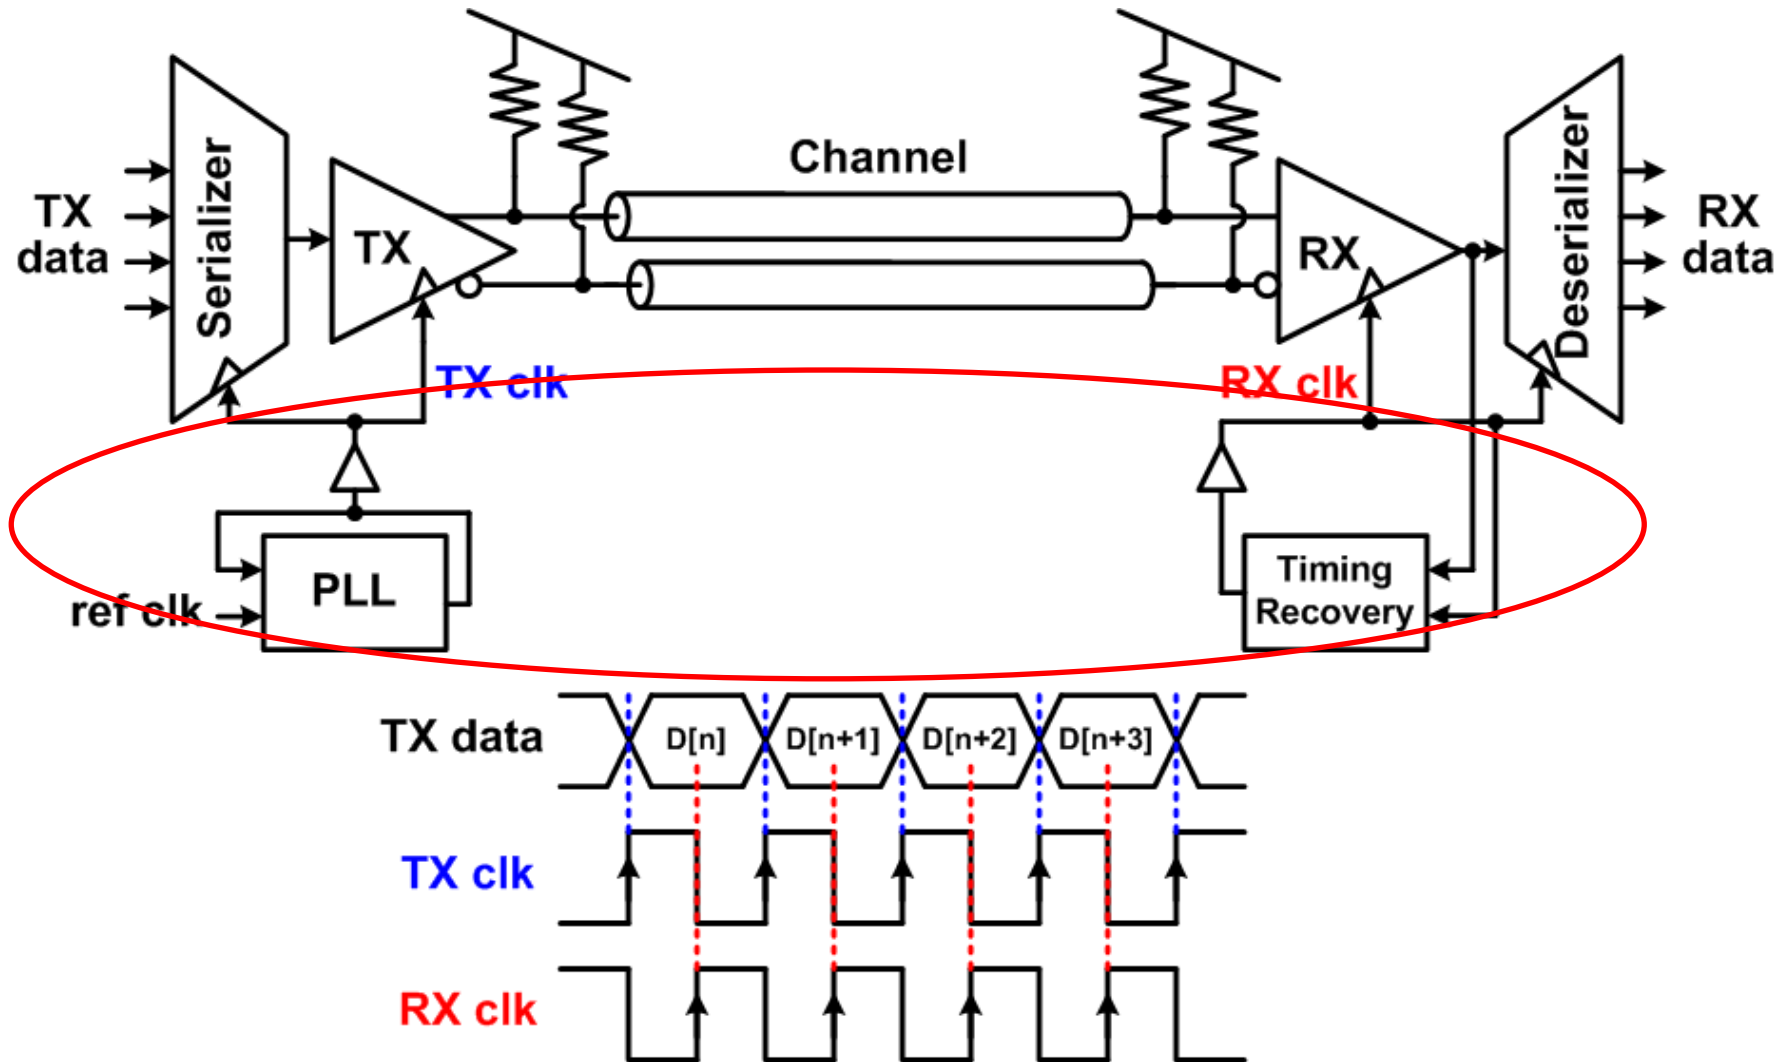 Channel
Serializer
TX
data
TX
RX
Deserializer
RX
data
TX clk
RX clk
PLL
ref clk
Timing
Recovery
TX data
D[n]
D[n+1]
D[n+2]
D[n+3]
TX clk
RX clk